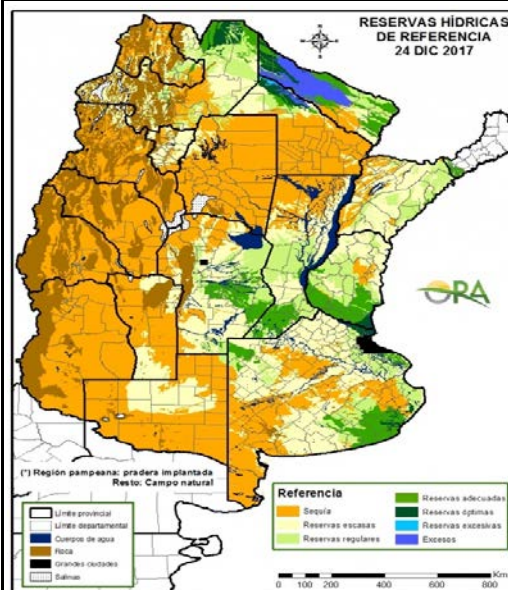 RESERVAS HÍDRICAS
DE REFERENCIA
24 DIC 2017
ORA
(*) Región pampeana: pradera implantada
Resto: Campo natural
Límite provincial
Límite departamental
Cuerpos de agua
Roca
Grandes ciudades
Salinas
Referencia
Sequía
Reservas escasas
Reservas regulares
Reservas adecuadas
Reservas óptimas
Reservas excesivas
Excesos
0 100 200 400 600 800 Km